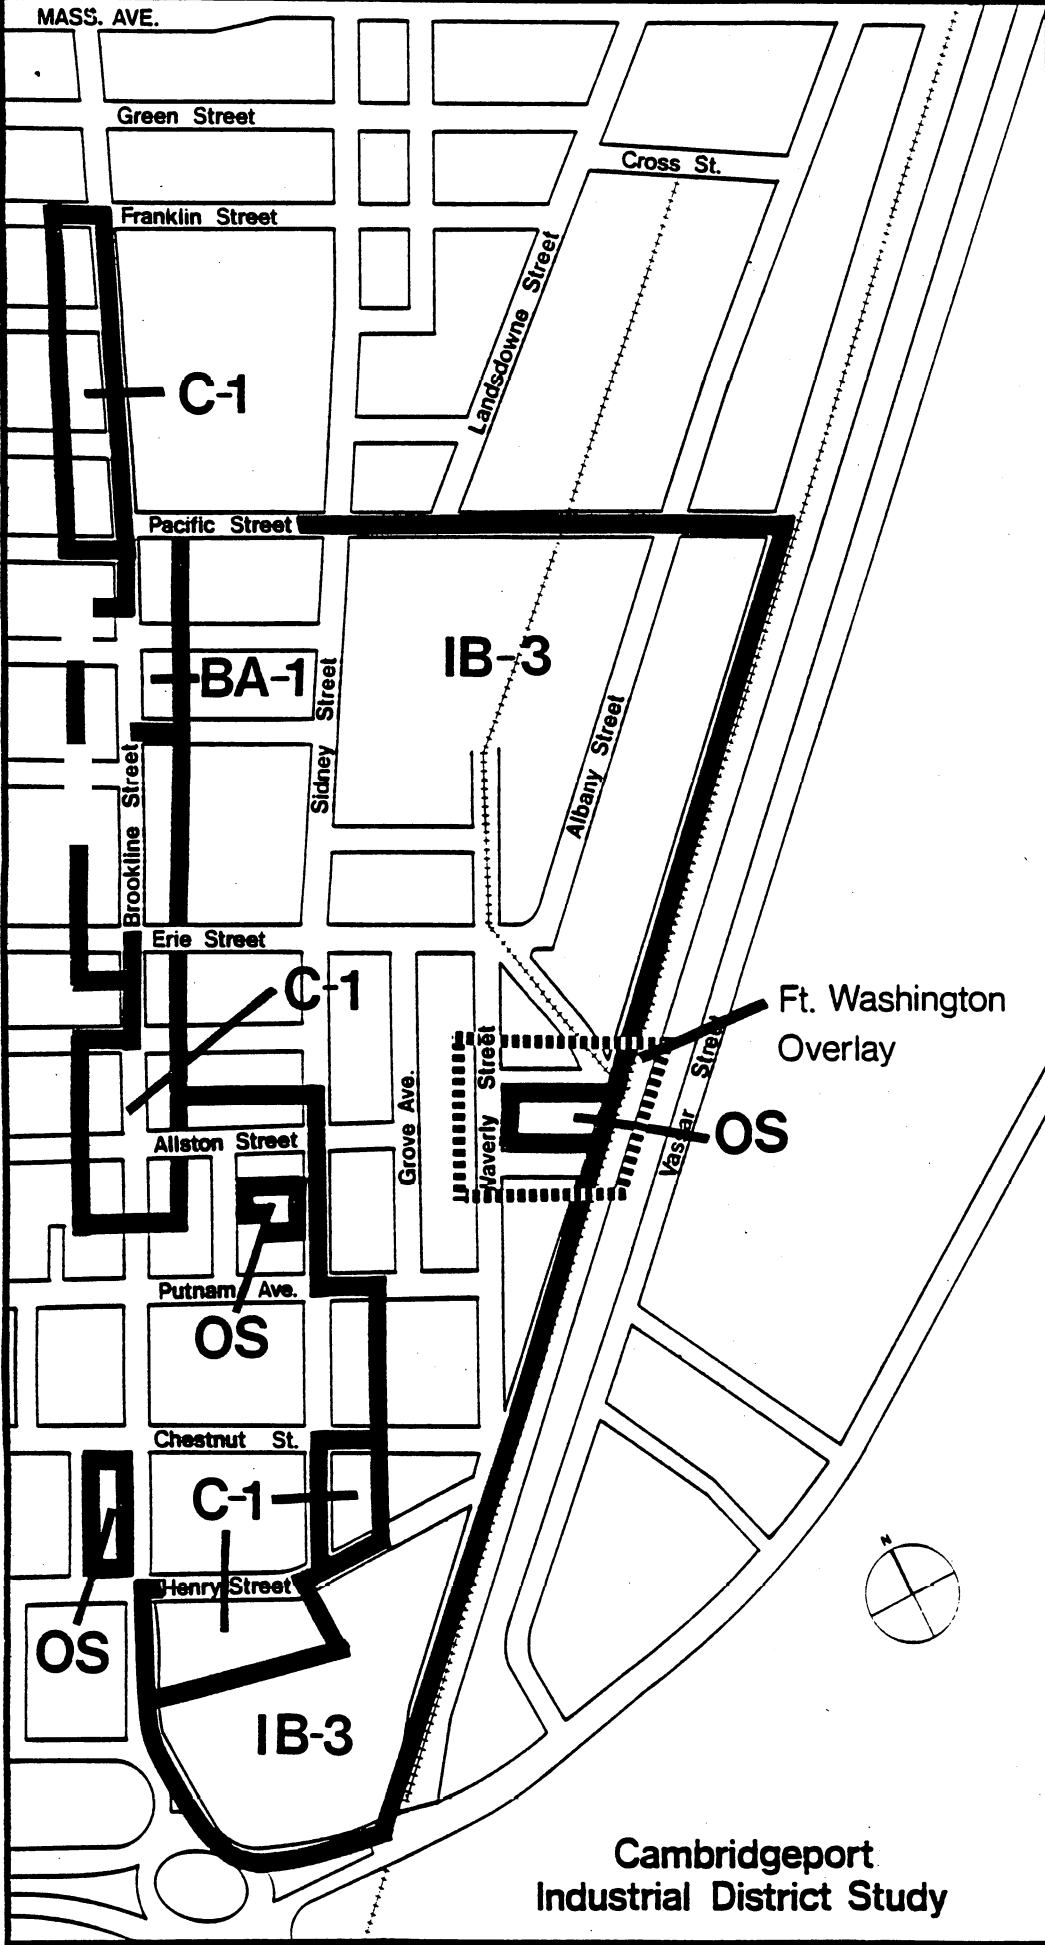 MASS. AVE.
Green Street
Cross St.
Franklin Street
Landsdowne Street
C-1
Pacific Street
IB-3
BA-1
Sidney Street
Albany Street
Brookline Street
Erie Street
C-1
Ft. Washington
Overlay
Waverly Street
Vassar Street
Grove Ave.
OS
Allston Street
Putnam Ave.
OS
Chestnut St.
C-1
N
Henry Street
OS
IB-3
Cambridgeport
Industrial District Study